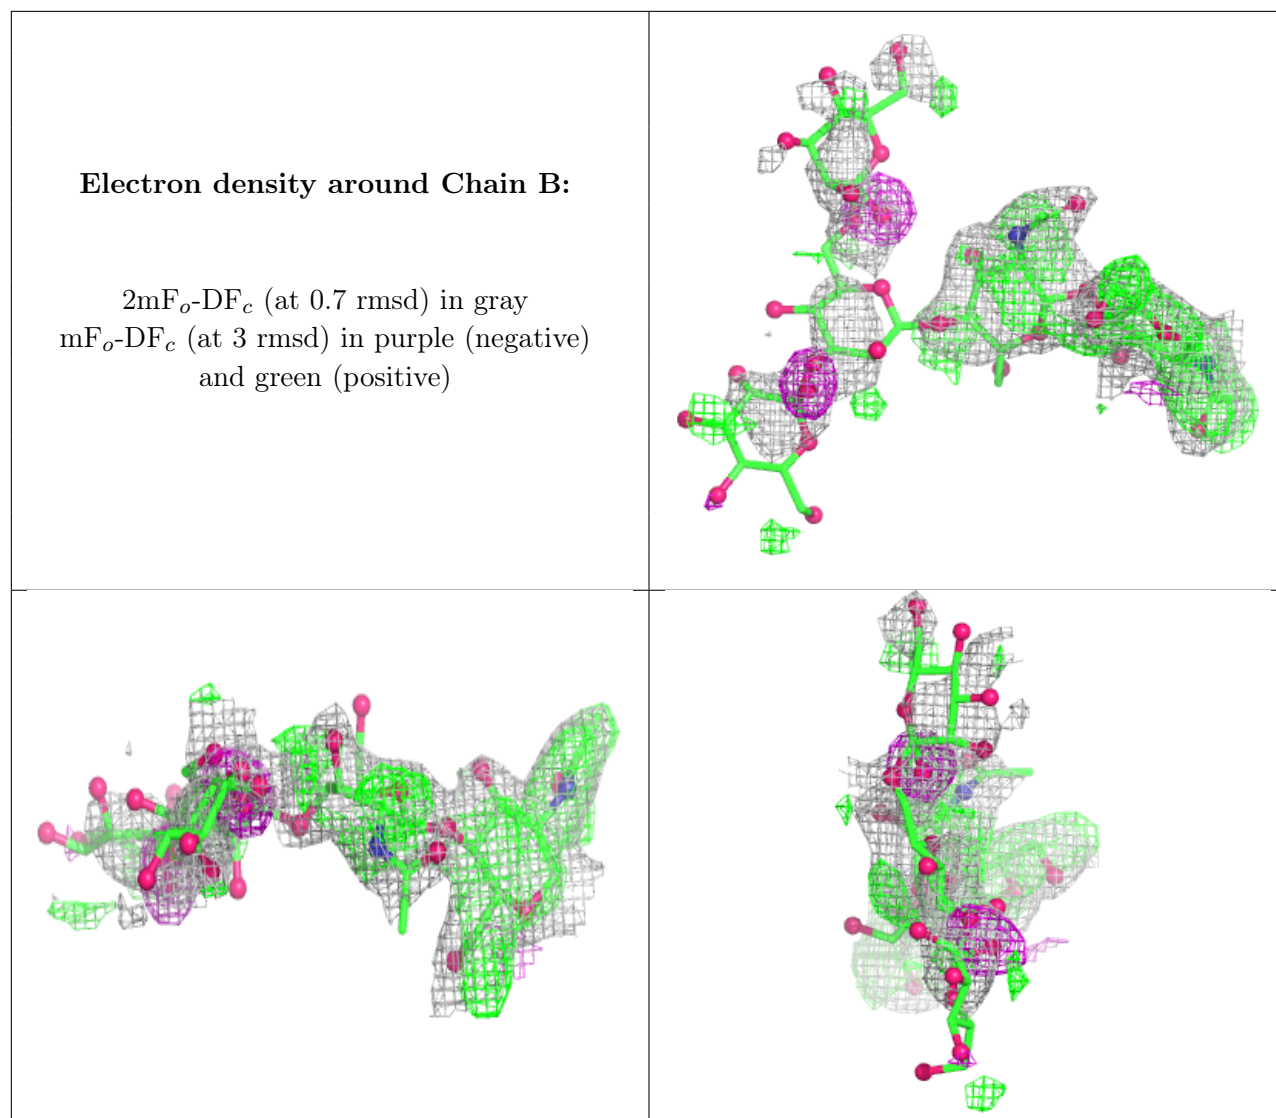 Electron density around Chain B:
2mFo-DFc (at 0.7 rmsd) in gray
mFo-DFc (at 3 rmsd) in purple (negative)
and green (positive)